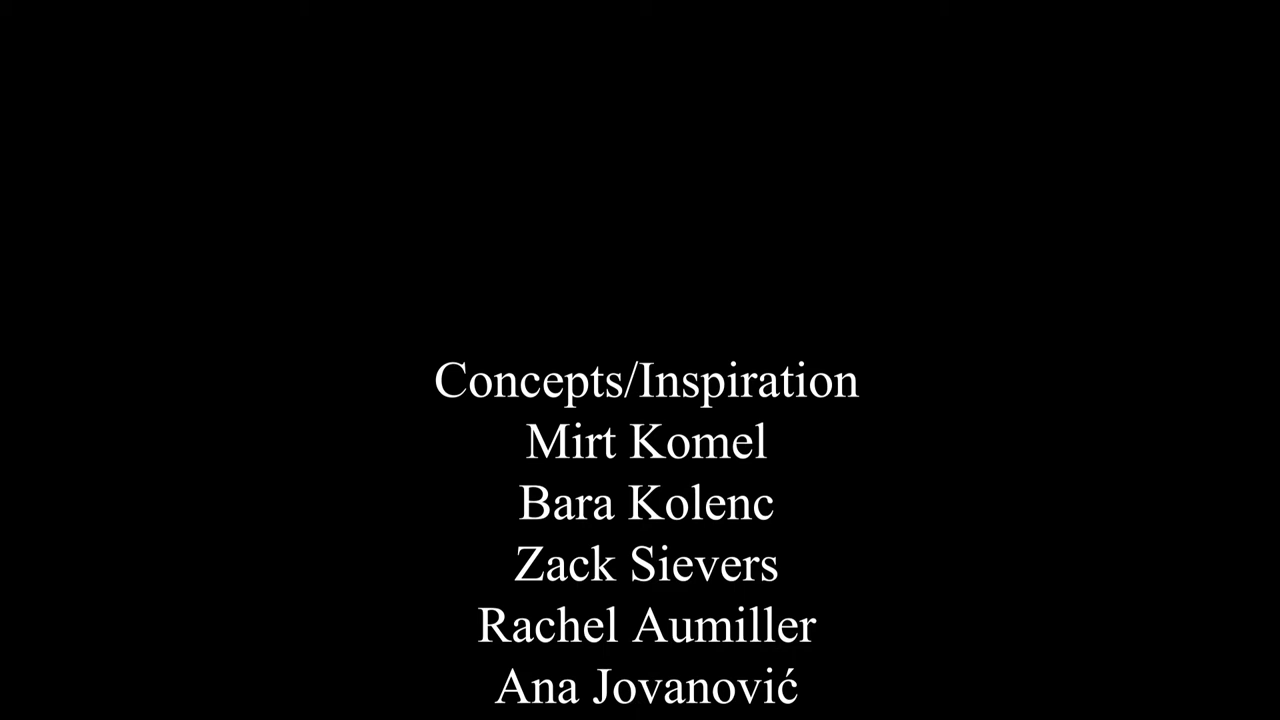 Concepts/Inspiration
Mirt Komel
Bara Kolenc
Zack Sievers
Rachel Aumiller
Ana Jovanović